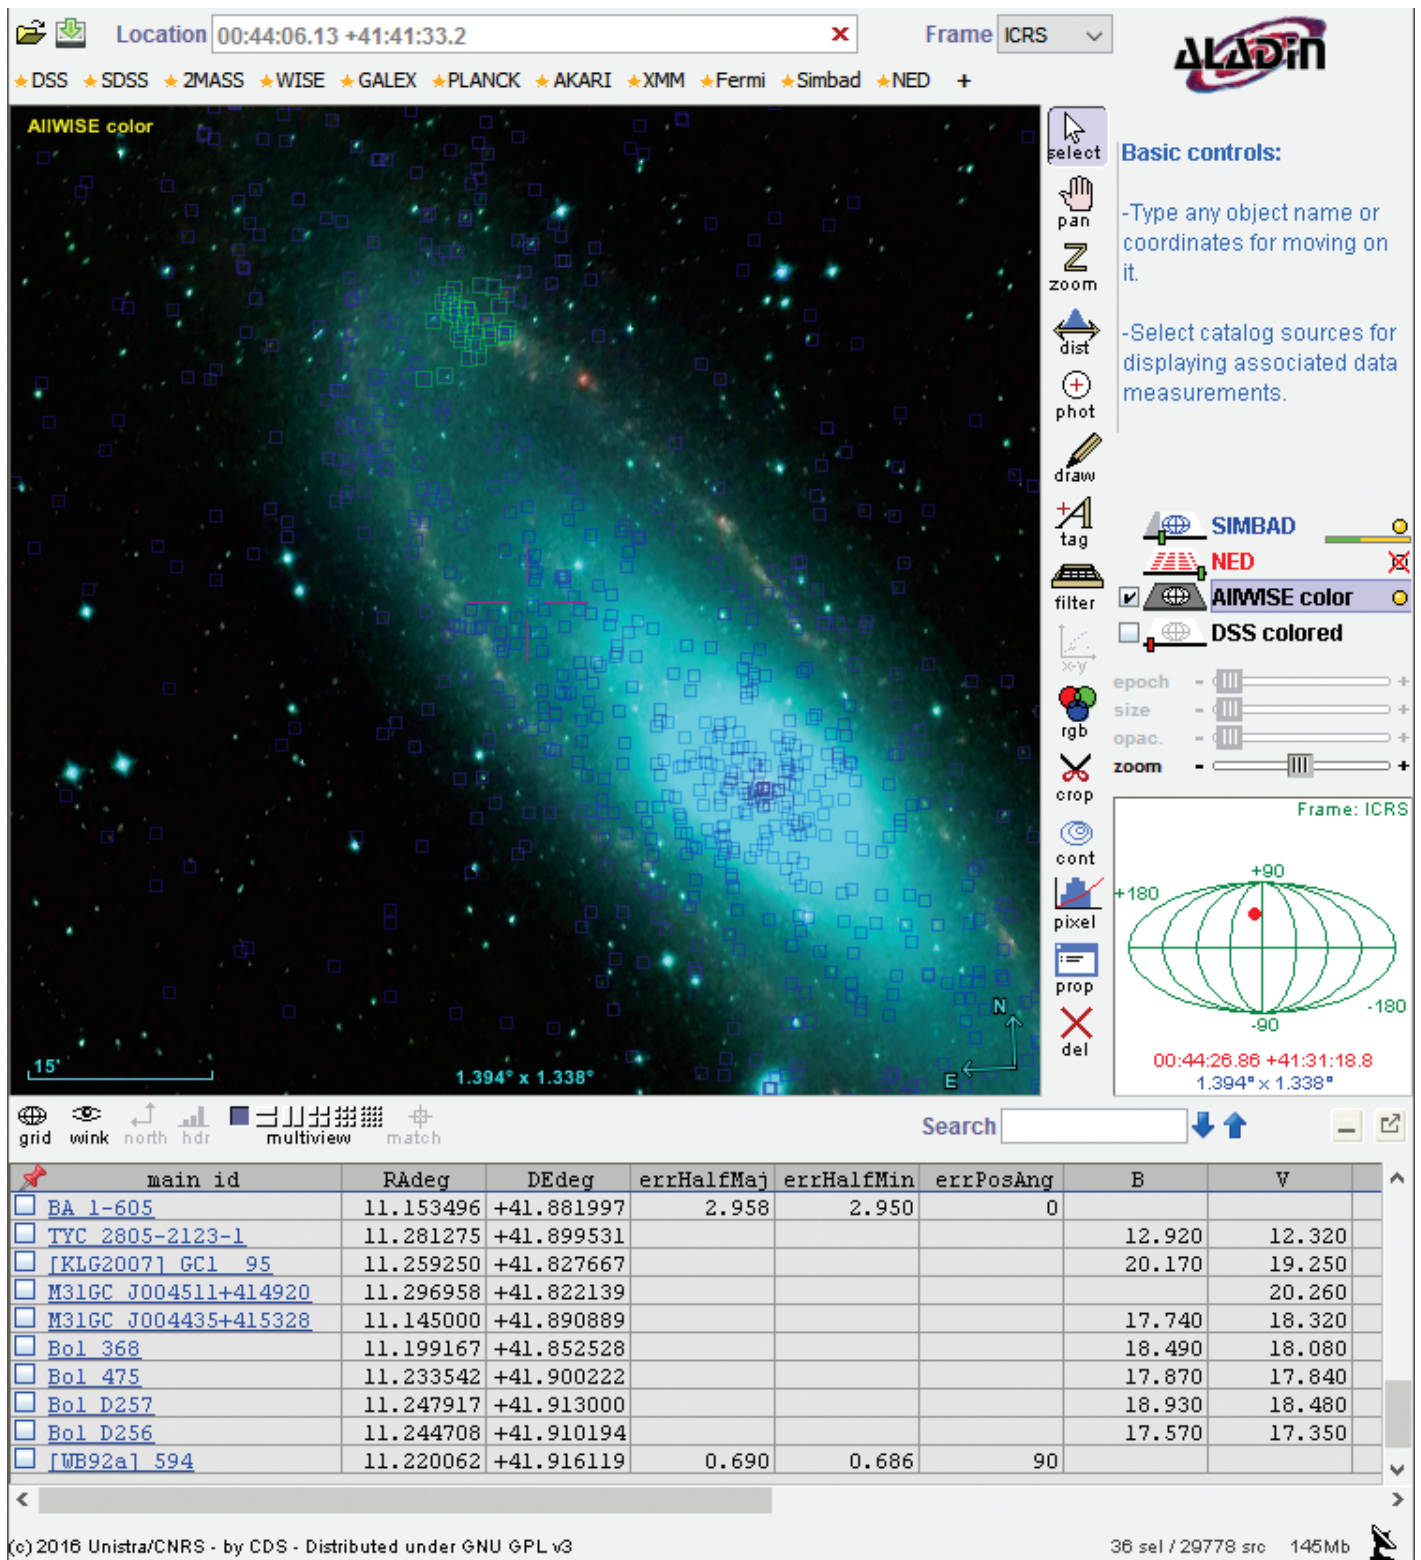 Location 00:44:06.13 +41:41:33.2 Frame ICRS
ALADiN
DSS SDSS 2MASS WISE GALEX PLANCK AKARI XMM Fermi Simbad NED +
AllWISE color
select
pan
zoom
dist
phot
draw
tag
filter
x-y
rgb
crop
cont
pixel
prop
del
Basic controls:
-Type any object name or
coordinates for moving on
it.
-Select catalog sources for
displaying associated data
measurements.
SIMBAD
NED
AllWISE color
DSS colored
epoch - +
size - +
opac. - +
zoom - +
Frame: ICRS
+90
+180
-180
-90
00:44:26.86 +41:31:18.8
1.394° x 1.338°
N
E
15'
1.394° x 1.338°
grid wink north hdr multiview match Search
main id RAdeg DEdeg errHalfMaj errHalfMin errPosAng B V
BA 1-605 11.153496 +41.881997 2.958 2.950 0
TYC 2805-2123-1 11.281275 +41.899531 12.920 12.320
[KLG2007] GC1 95 11.259250 +41.827667 20.170 19.250
M31GC J004511+414920 11.296958 +41.822139 20.260
M31GC J004435+415328 11.145000 +41.890889 17.740 18.320
Bol 368 11.199167 +41.852528 18.490 18.080
Bol 475 11.233542 +41.900222 17.870 17.840
Bol D257 11.247917 +41.913000 18.930 18.480
Bol D256 11.244708 +41.910194 17.570 17.350
[WB92a] 594 11.220062 +41.916119 0.690 0.686 90
(c) 2016 Unistra/CNRS - by CDS - Distributed under GNU GPL v3 36 sel / 29778 src 145Mb